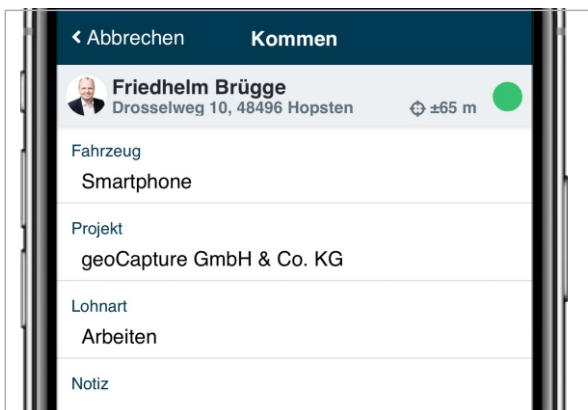 Abbrechen Kommen
Friedhelm Brügge
Drosselweg 10, 48496 Hopsten ±65 m
Fahrzeug
Smartphone
Projekt
geoCapture GmbH & Co. KG
Lohnart
Arbeiten
Notiz